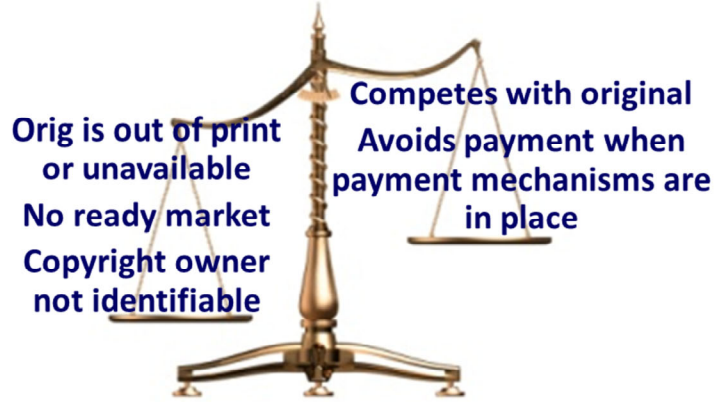 Orig is out of print
or unavailable
No ready market
Copyright owner
not identifiable
Competes with original
Avoids payment when
payment mechanisms are
in place